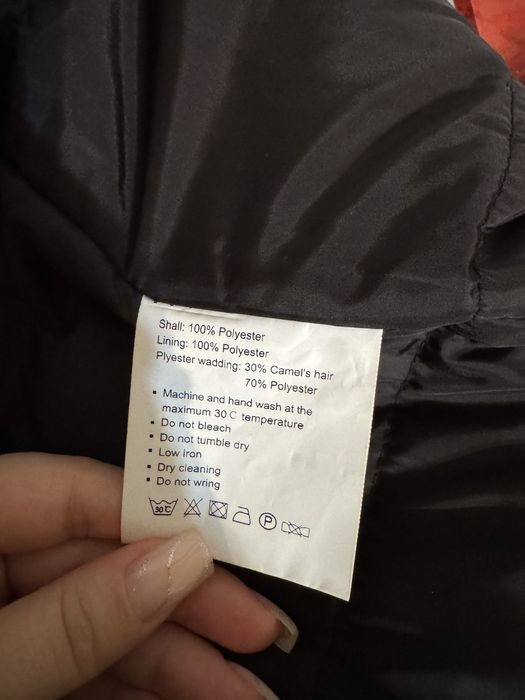 Shall: 100% Polyester
Lining: 100% Polyester
Plyester wadding: 30% Camel's hair
70% Polyester
▪ Machine and hand wash at the
maximum 30℃ temperature
▪ Do not bleach
▪ Do not tumble dry
▪ Low iron
▪ Dry cleaning
▪ Do not wring
30℃ P